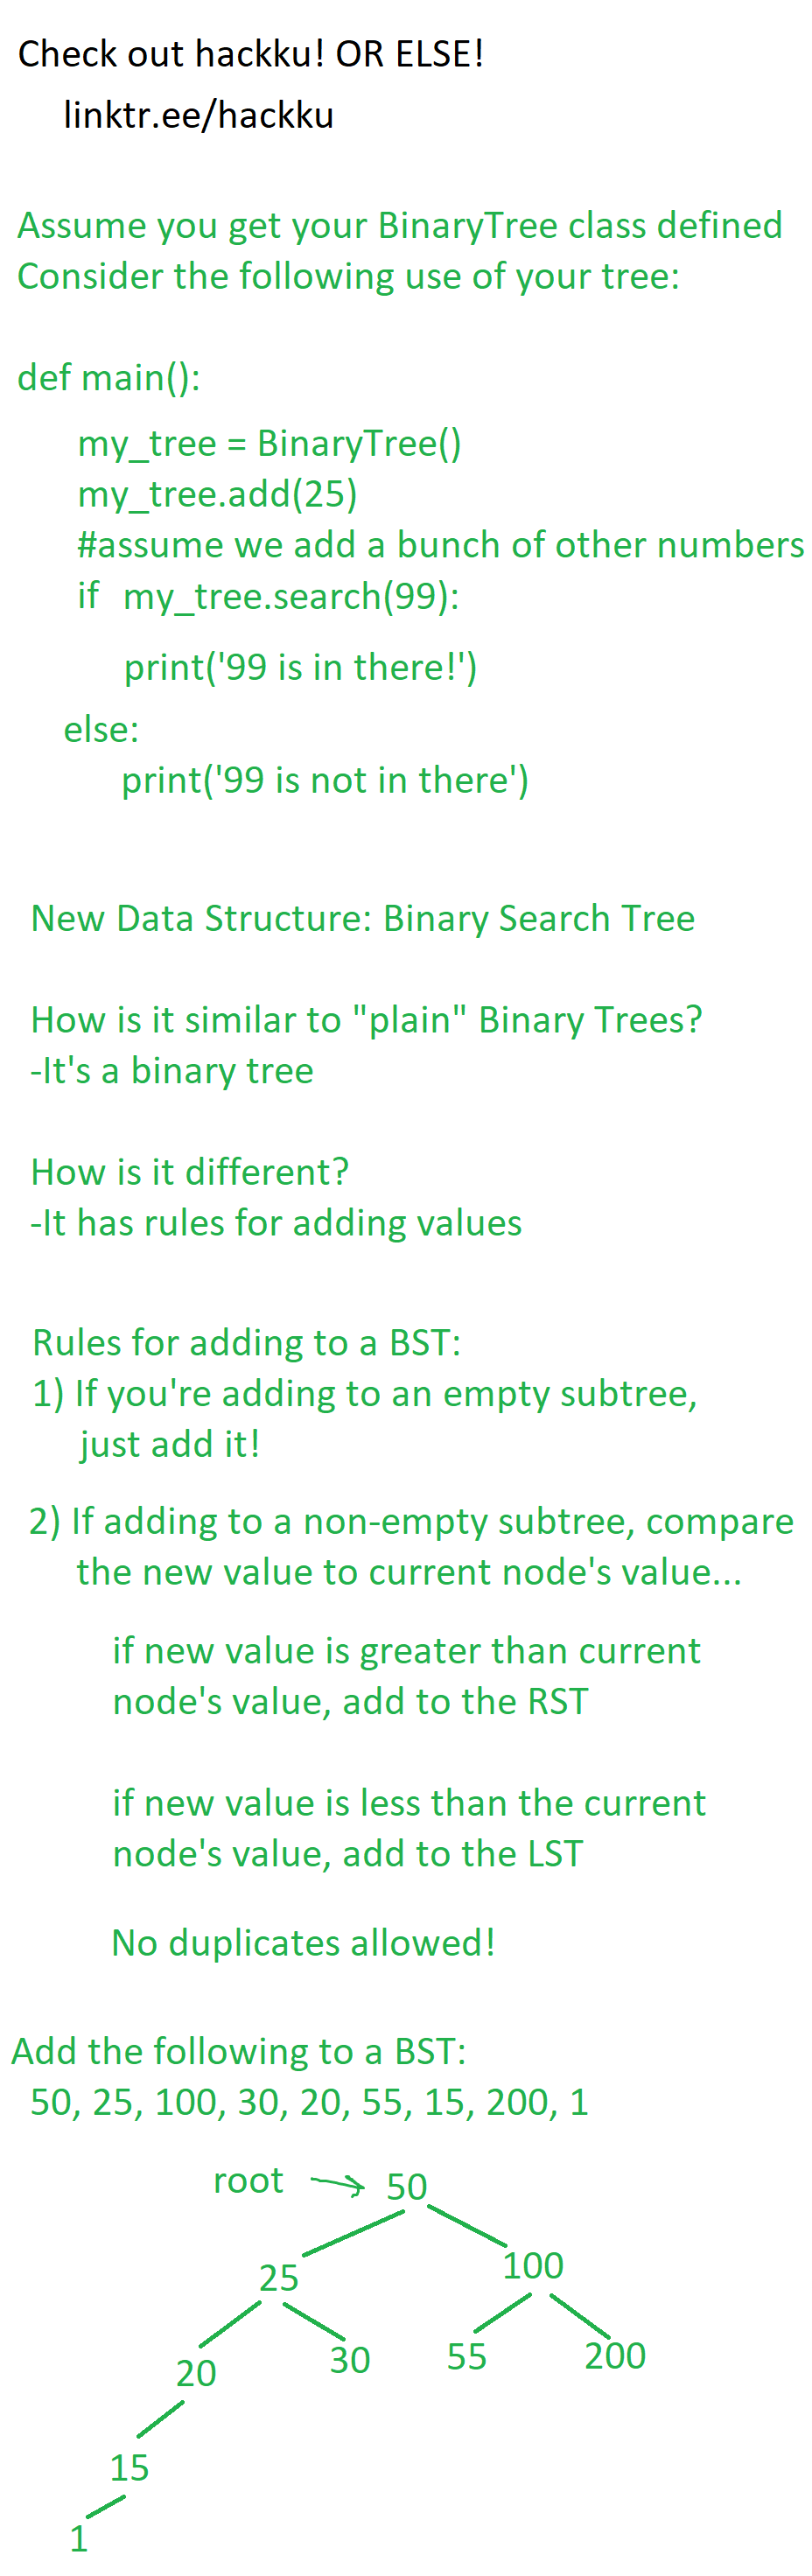 Check out hackku! OR ELSE!
linktr.ee/hackku
Assume you get your BinaryTree class defined
Consider the following use of your tree:
def main():
my_tree = BinaryTree()
my_tree.add(25)
#assume we add a bunch of other numbers
if my_tree.search(99):
print('99 is in there!')
else:
print('99 is not in there')
New Data Structure: Binary Search Tree
How is it similar to "plain" Binary Trees?
-It's a binary tree
How is it different?
-It has rules for adding values
Rules for adding to a BST:
1) If you're adding to an empty subtree,
just add it!
2) If adding to a non-empty subtree, compare
the new value to current node's value...
if new value is greater than current
node's value, add to the RST
if new value is less than the current
node's value, add to the LST
No duplicates allowed!
Add the following to a BST:
50, 25, 100, 30, 20, 55, 15, 200, 1
root 50
25 100
20 30 55 200
15
1